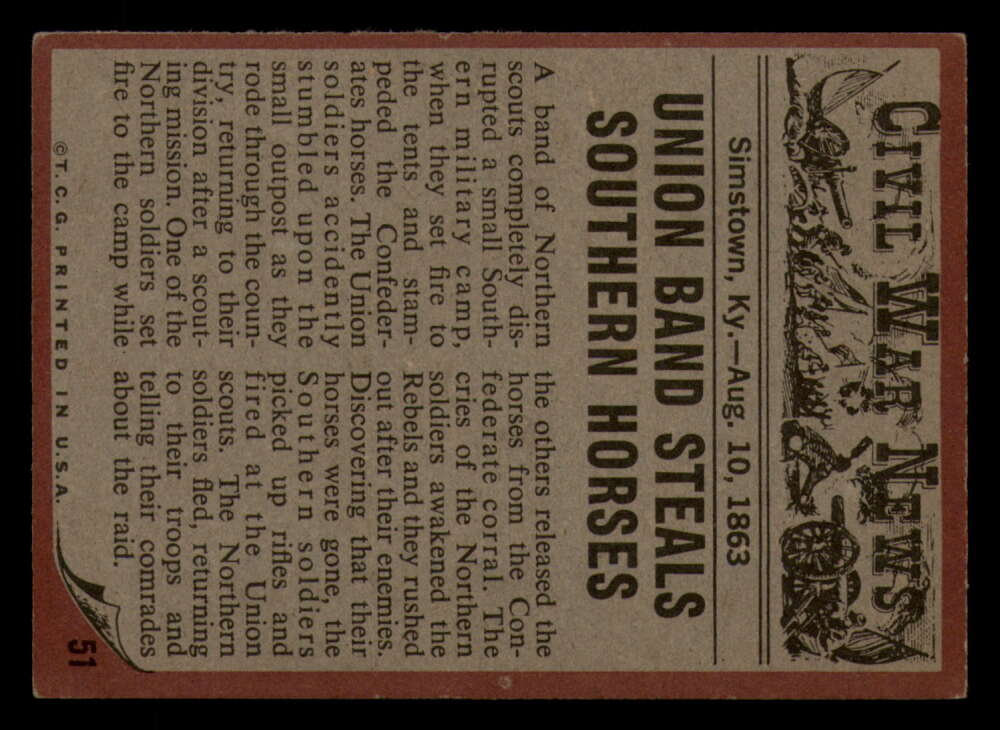 CIVIL WAR NEWS
Simstown, Ky.—Aug. 10, 1863
UNION BAND STEALS
SOUTHERN HORSES
A band of Northern
scouts completely dis-
rupted a small South-
ern military camp,
when they set fire to
the tents and stam-
peded the Confeder-
ates horses. The Union
soldiers accidently
stumbled upon the
small outpost as they
rode through the coun-
try, returning to their
division after a scout-
ing mission. One of the
Northern soldiers set
fire to the camp while
the others released the
horses from the Con-
federate corral. The
cries of the Northern
soldiers awakened the
Rebels and they rushed
out after their enemies.
Discovering that their
horses were gone, the
Southern soldiers
picked up rifles and
fired at the Union
scouts. The Northern
soldiers fled, returning
to their troops and
telling their comrades
about the raid.
©T. C. G. PRINTED IN U.S.A.
51